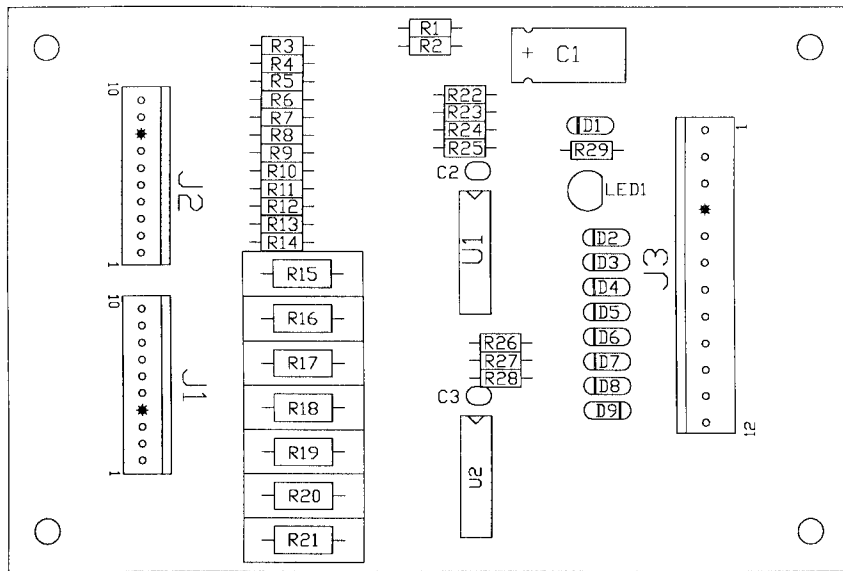 R1
R2
+ C1
R3
R4
R5
R6
R7
R8
R9
R10
R11
R12
R13
R14
R15
R16
R17
R18
R19
R20
R21
10
J2
1
10
J1
1
R22
R23
R24
R25
C2
U1
R26
R27
R28
C3
U2
D1
R29
LED1
D2
D3
D4
D5
D6
D7
D8
D9
1
J3
12